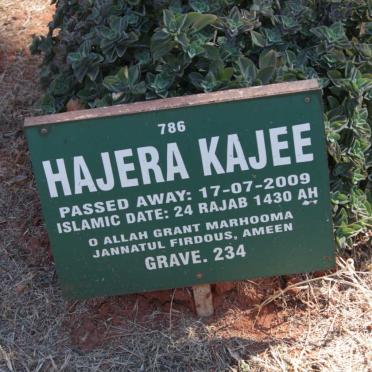 786
HAJERA KAJEE
PASSED AWAY: 17-07-2009
ISLAMIC DATE: 24 RAJAB 1430 AH
O ALLAH GRANT MARHOOMA
JANNATUL FIRDOUS, AMEEN
GRAVE. 234